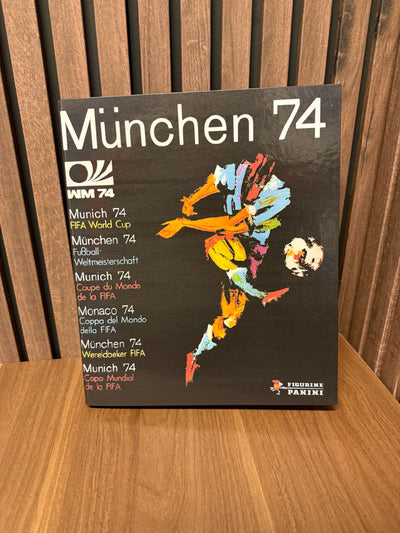 München 74
WM 74
Munich 74
FIFA World Cup
München 74
Fußball-
Weltmeisterschaft
Munich 74
Coupe du Monde
de la FIFA
Monaco 74
Coppa del Mondo
della FIFA
München 74
Wereldbeker FIFA
Munich 74
Copa Mundial
de la FIFA
FIGURINE
PANINI